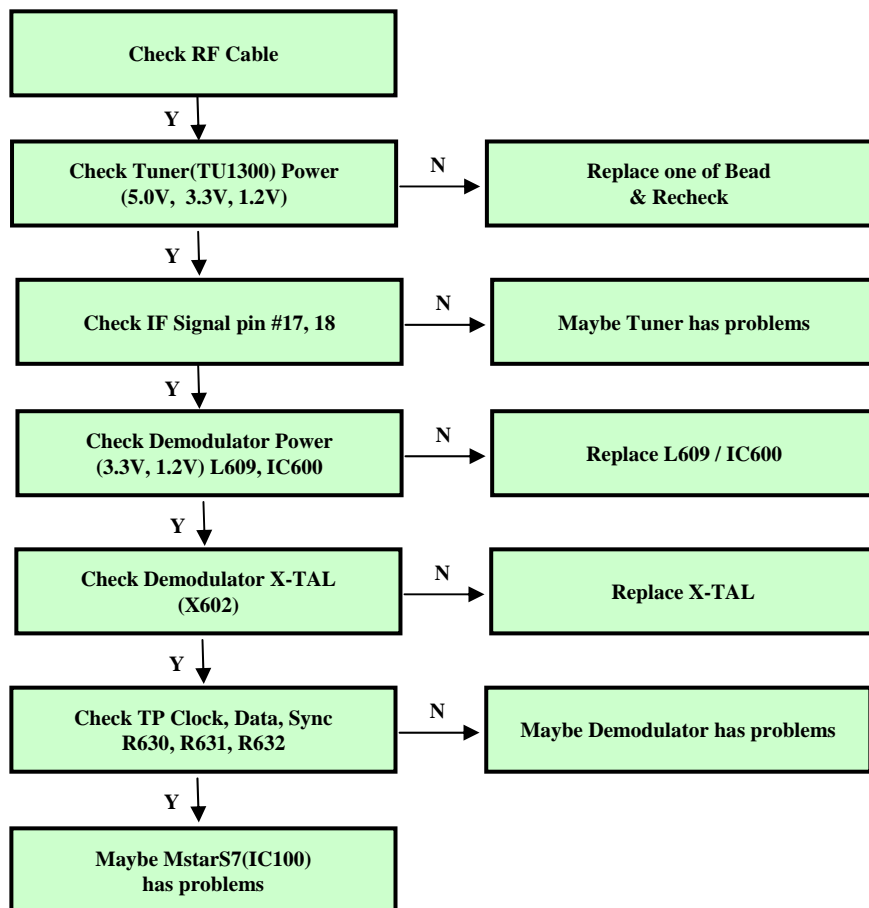 Check RF Cable
Y
Check Tuner(TU1300) Power
(5.0V, 3.3V, 1.2V)
N
Replace one of Bead
& Recheck
Y
Check IF Signal pin #17, 18
N
Maybe Tuner has problems
Y
Check Demodulator Power
(3.3V, 1.2V) L609, IC600
N
Replace L609 / IC600
Y
Check Demodulator X-TAL
(X602)
N
Replace X-TAL
Y
Check TP Clock, Data, Sync
R630, R631, R632
N
Maybe Demodulator has problems
Y
Maybe MstarS7(IC100)
has problems